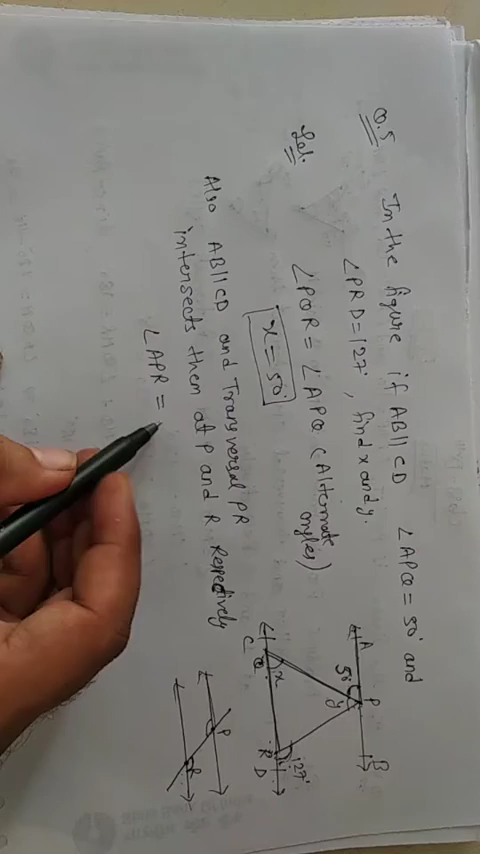 Q.5 In the figure if AB||CD ∠APQ = 50° and
∠PRD = 127°, find x and y.
Sol.
∠PQR = ∠APQ (Alternate
angles)
x = 50°
Also AB||CD and Transversal PR
intersects them at P and R Respectively
∠APR =
A P B
50° y
x 127°
C Q R D
P
R